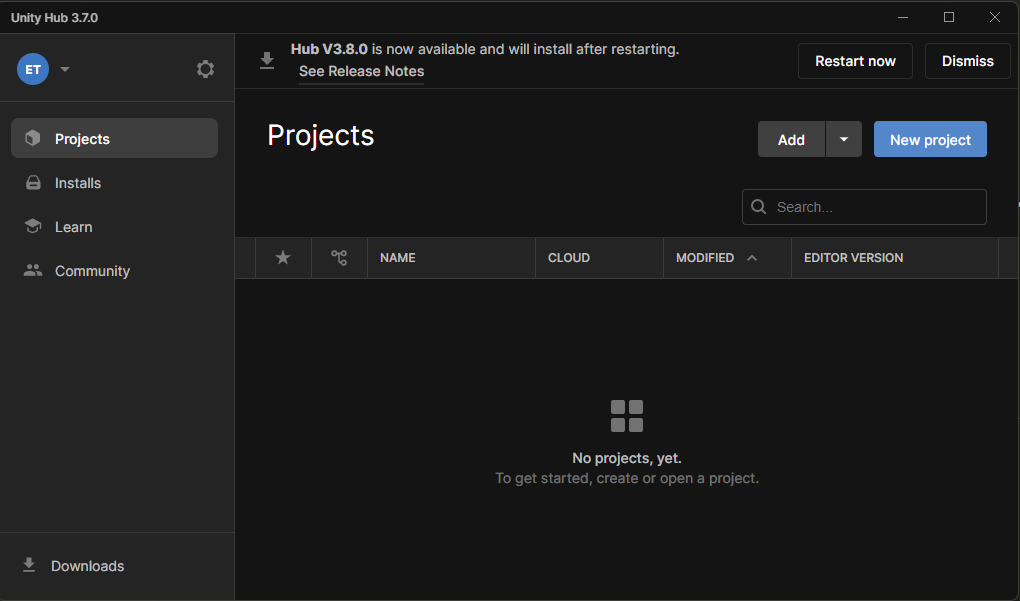 Unity Hub 3.7.0
ET
Hub V3.8.0 is now available and will install after restarting.
See Release Notes
Restart now
Dismiss
Projects
Installs
Learn
Community
Downloads
Projects
Add
New project
Search...
NAME
CLOUD
MODIFIED
EDITOR VERSION
No projects, yet.
To get started, create or open a project.